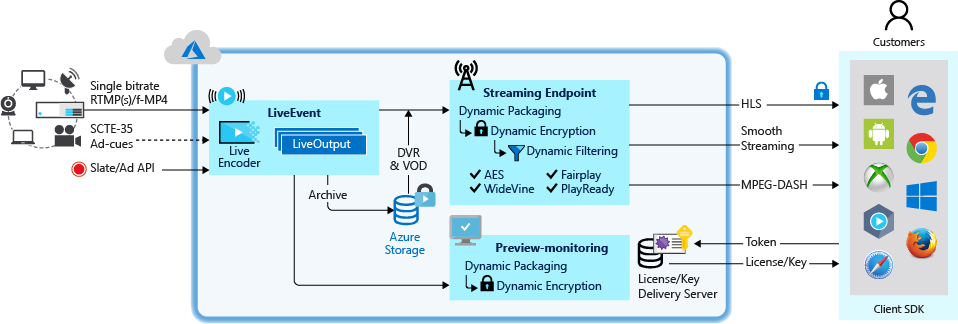 Customers
Single bitrate
RTMP(s)/f-MP4
SCTE-35
Ad-cues
Slate/Ad API
LiveEvent
LiveOutput
Live
Encoder
Archive
DVR
& VOD
Azure
Storage
Streaming Endpoint
Dynamic Packaging
Dynamic Encryption
Dynamic Filtering
AES
Fairplay
WideVine
PlayReady
Preview-monitoring
Dynamic Packaging
Dynamic Encryption
License/Key
Delivery Server
HLS
Smooth
Streaming
MPEG-DASH
Token
License/Key
Client SDK